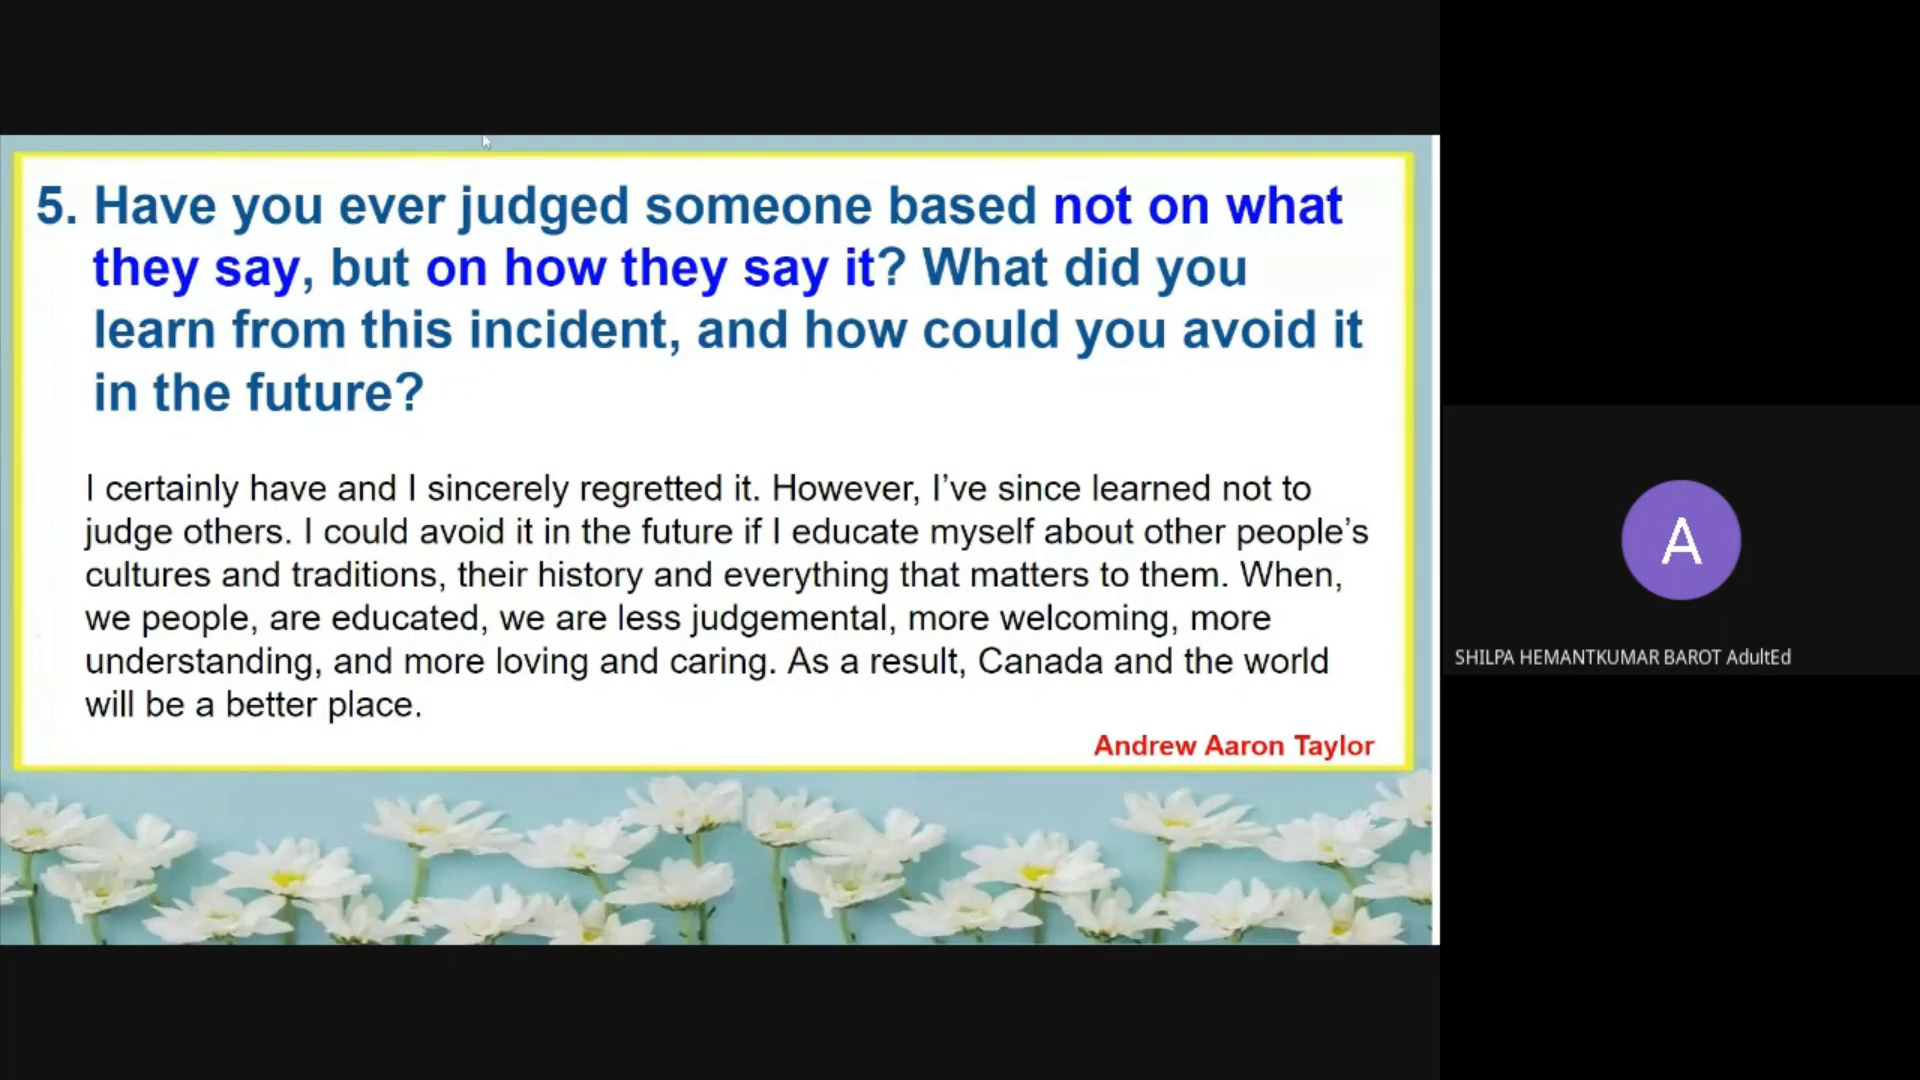 5. Have you ever judged someone based not on what
they say, but on how they say it? What did you
learn from this incident, and how could you avoid it
in the future?
I certainly have and I sincerely regretted it. However, I’ve since learned not to
judge others. I could avoid it in the future if I educate myself about other people’s
cultures and traditions, their history and everything that matters to them. When,
we people, are educated, we are less judgemental, more welcoming, more
understanding, and more loving and caring. As a result, Canada and the world
will be a better place.
Andrew Aaron Taylor
A
SHILPA HEMANTKUMAR BAROT AdultEd